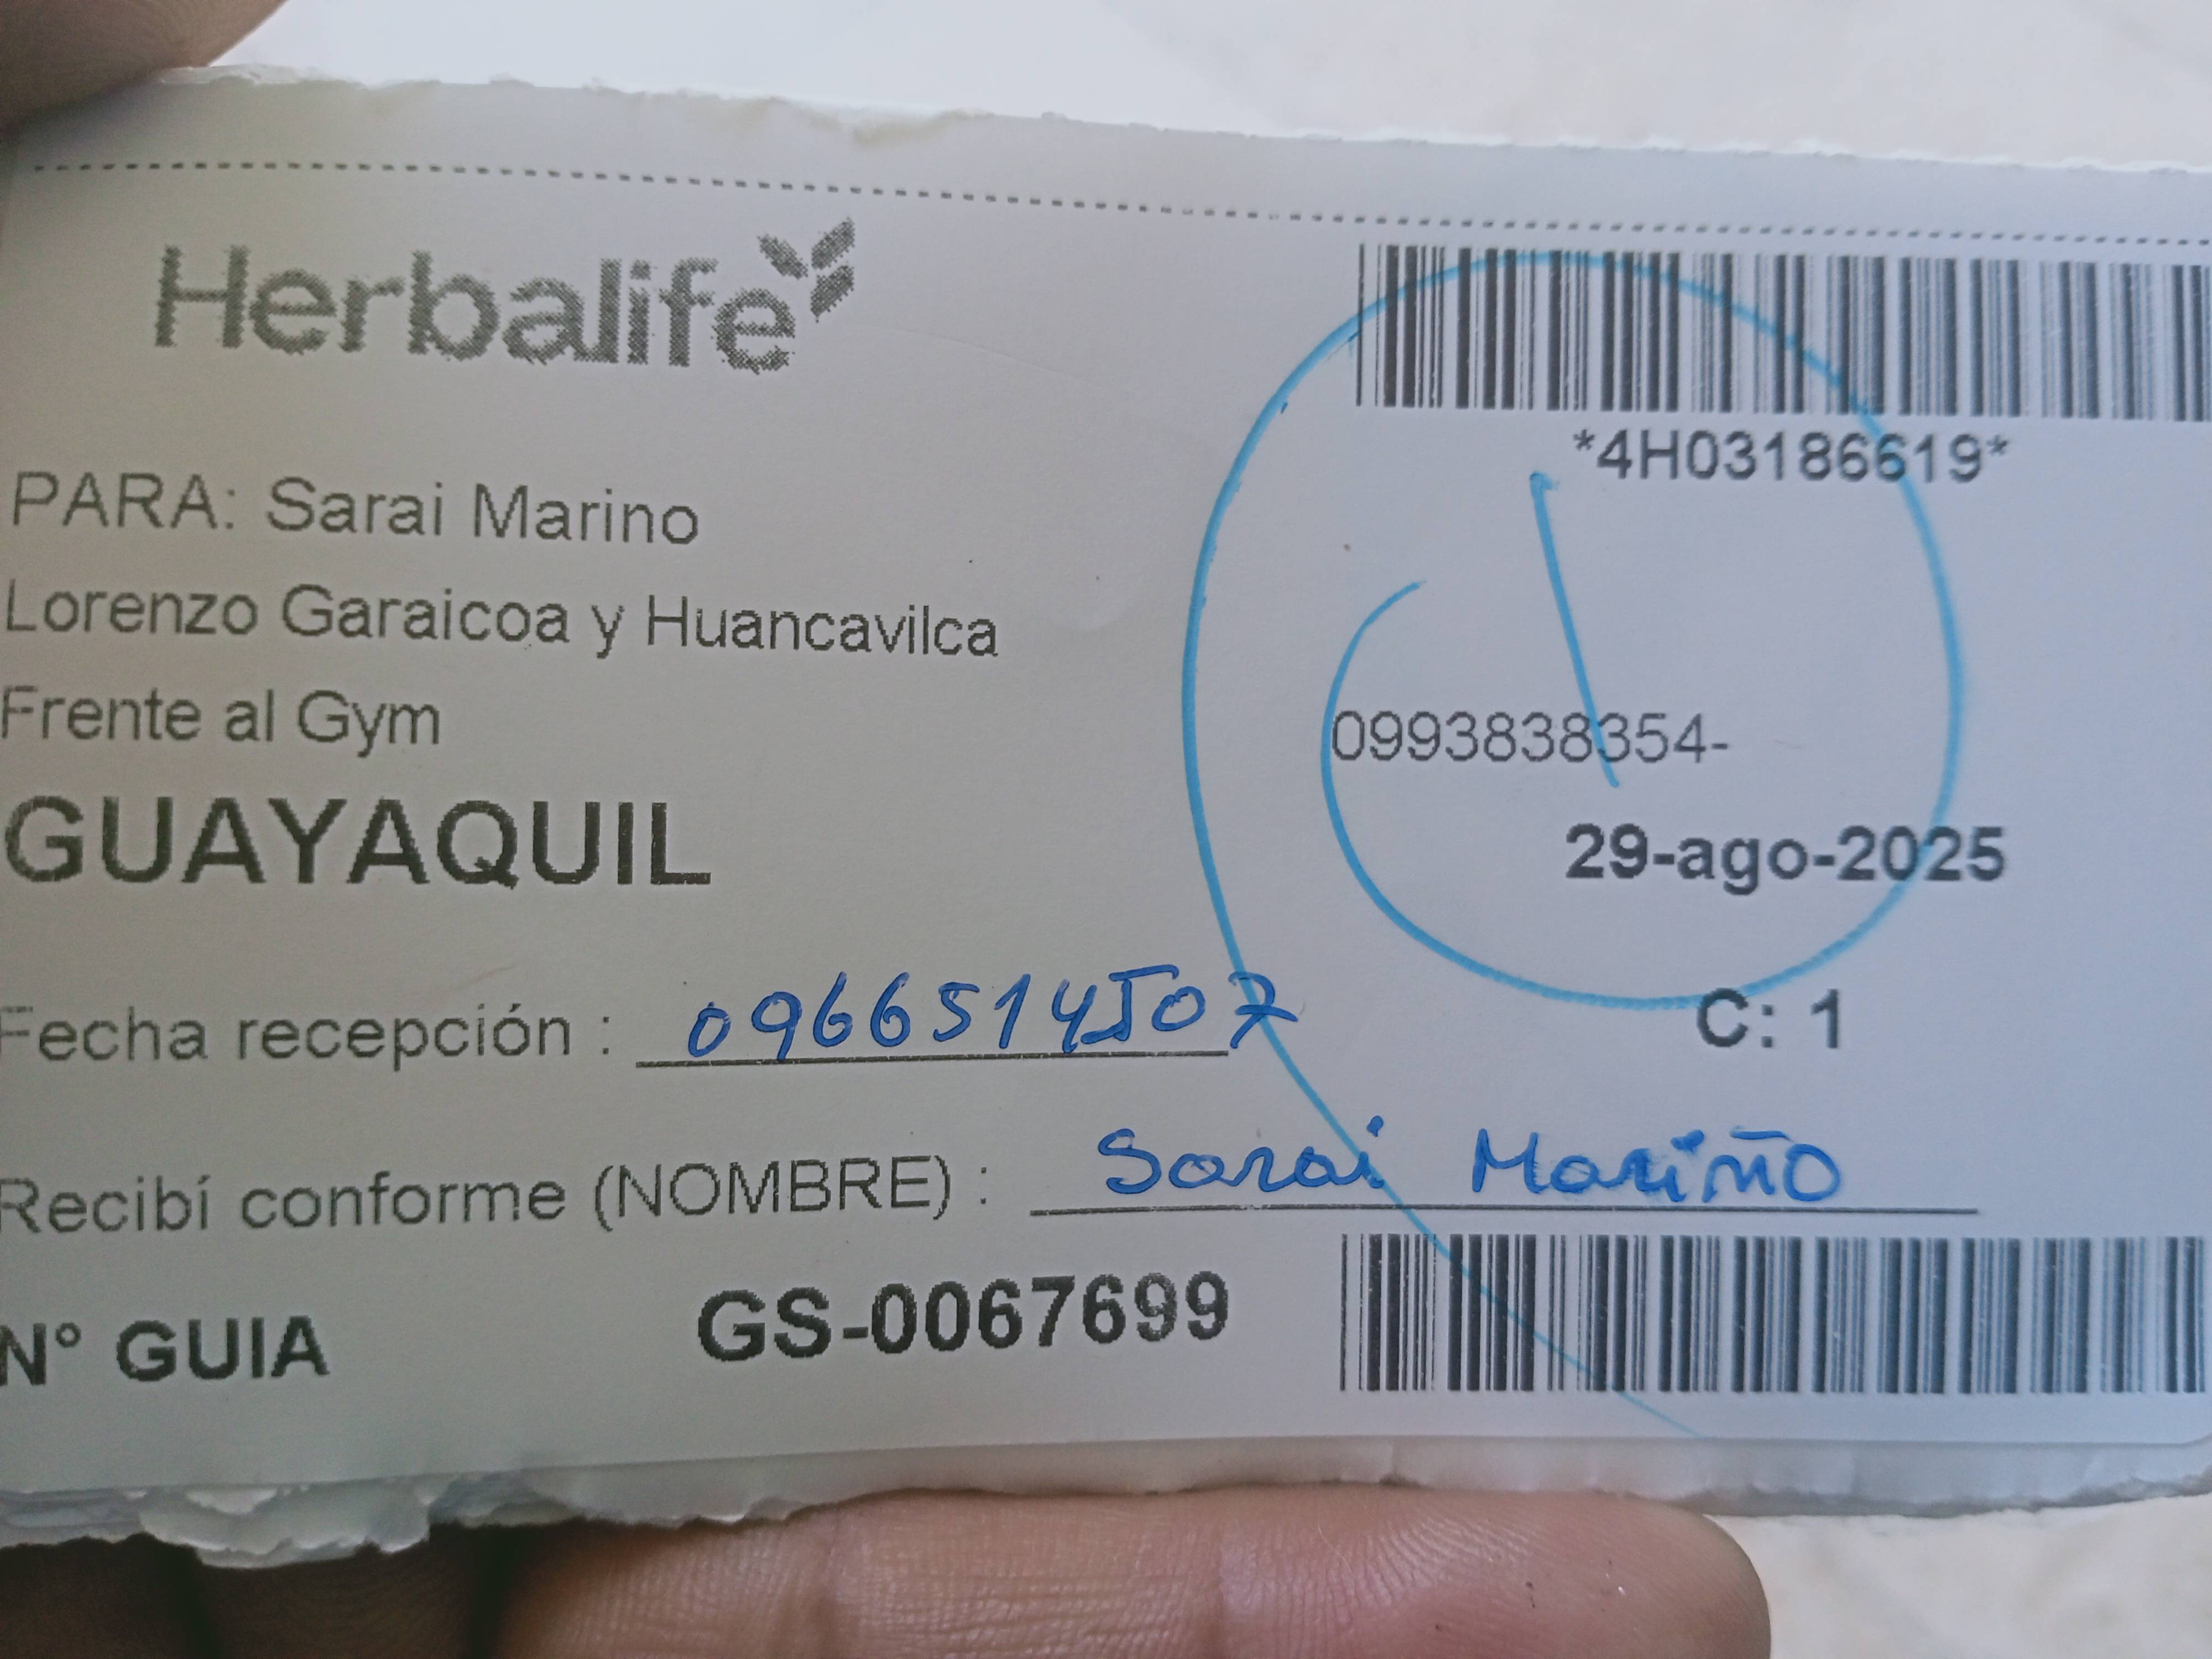 Herbalife
*4H03186619*
PARA: Sarai Marino
Lorenzo Garaicoa y Huancavilca
Frente al Gym
0993838354-
GUAYAQUIL
29-ago-2025
C: 1
Fecha recepción : 0966514507
Recibí conforme (NOMBRE) : Sarai Mariño
N° GUIA GS-0067699